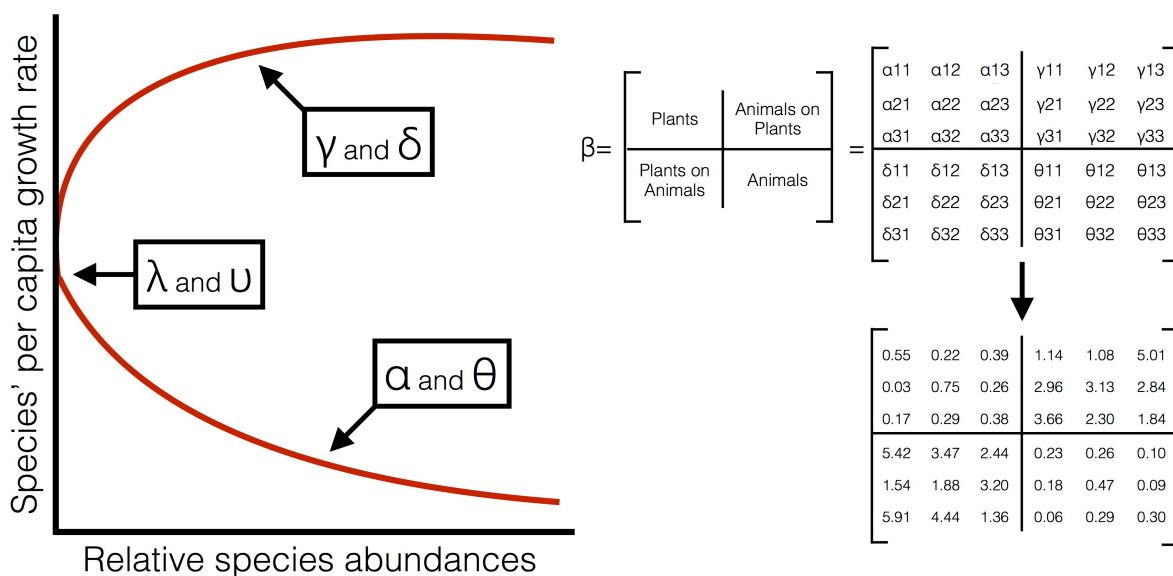 Species' per capita growth rate
γ and δ
λ and υ
α and θ
Relative species abundances
β=
Plants
Animals on
Plants
Plants on
Animals
Animals
=
α11 α12 α13 γ11 γ12 γ13
α21 α22 α23 γ21 γ22 γ23
α31 α32 α33 γ31 γ32 γ33
δ11 δ12 δ13 θ11 θ12 θ13
δ21 δ22 δ23 θ21 θ22 θ23
δ31 δ32 δ33 θ31 θ32 θ33
0.55 0.22 0.39 1.14 1.08 5.01
0.03 0.75 0.26 2.96 3.13 2.84
0.17 0.29 0.38 3.66 2.30 1.84
5.42 3.47 2.44 0.23 0.26 0.10
1.54 1.88 3.20 0.18 0.47 0.09
5.91 4.44 1.36 0.06 0.29 0.30